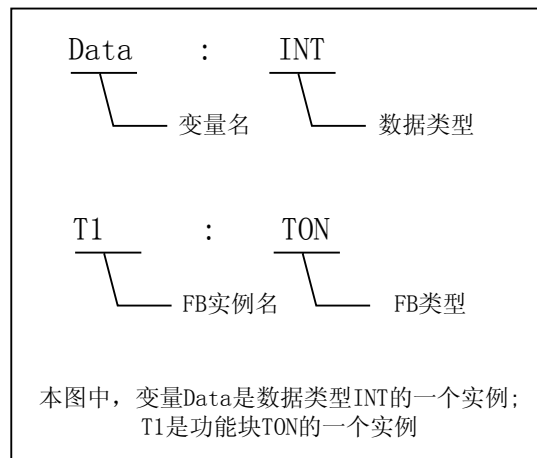 Data : INT
变量名 数据类型
T1 : TON
FB实例名 FB类型
本图中，变量Data是数据类型INT的一个实例;
T1是功能块TON的一个实例